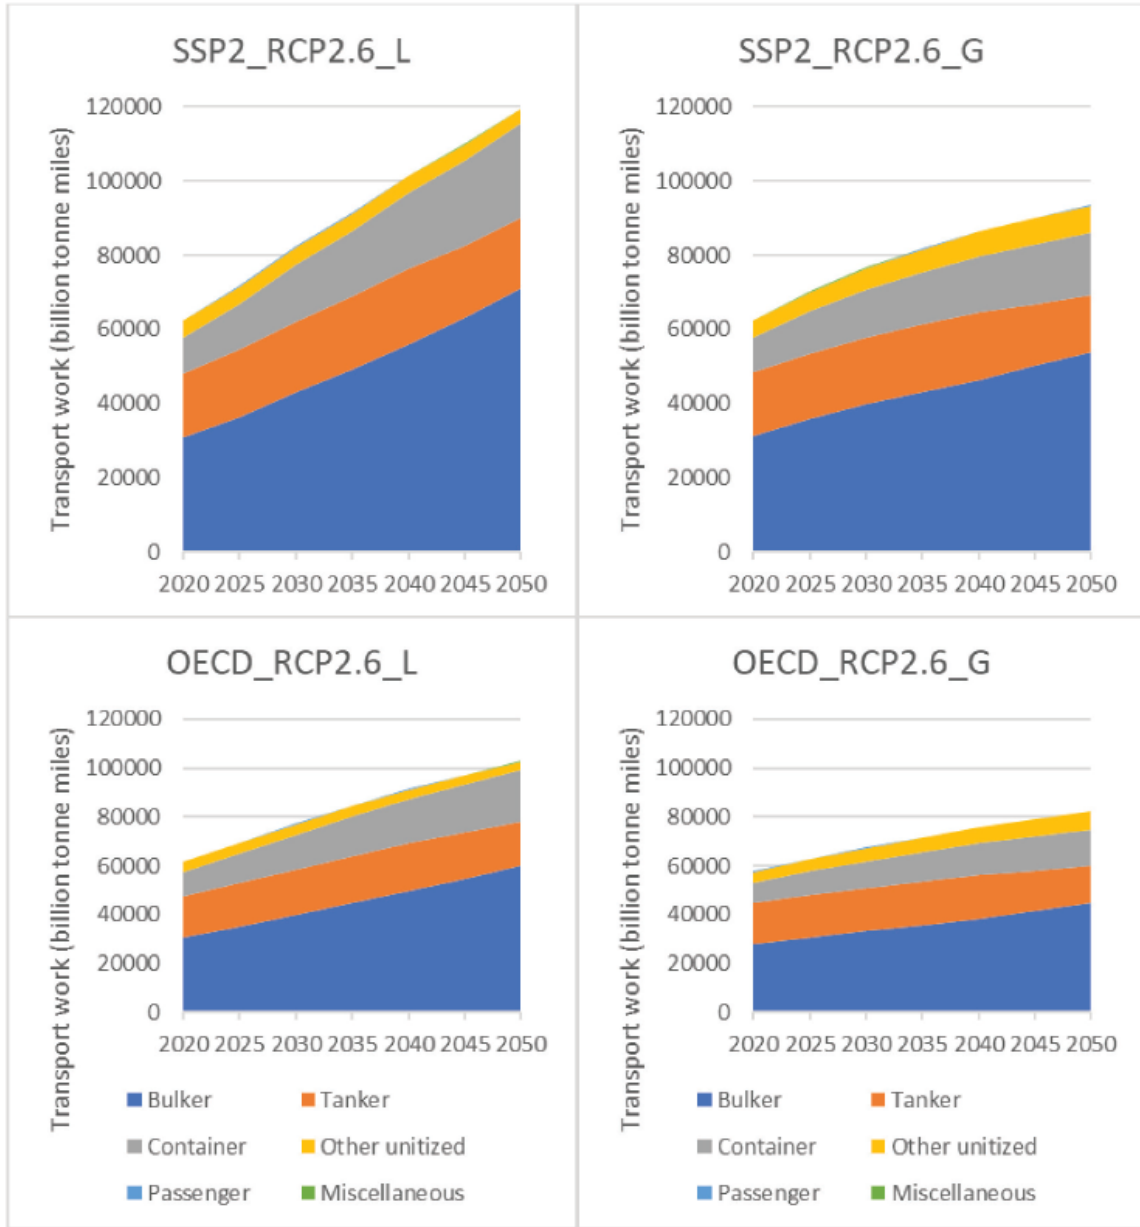 SSP2_RCP2.6_L
Transport work (billion tonne miles)
120000
100000
80000
60000
40000
20000
0
2020 2025 2030 2035 2040 2045 2050
SSP2_RCP2.6_G
Transport work (billion tonne miles)
120000
100000
80000
60000
40000
20000
0
2020 2025 2030 2035 2040 2045 2050
OECD_RCP2.6_L
Transport work (billion tonne miles)
120000
100000
80000
60000
40000
20000
0
2020 2025 2030 2035 2040 2045 2050
Bulker Tanker
Container Other unitized
Passenger Miscellaneous
OECD_RCP2.6_G
Transport work (billion tonne miles)
120000
100000
80000
60000
40000
20000
0
2020 2025 2030 2035 2040 2045 2050
Bulker Tanker
Container Other unitized
Passenger Miscellaneous